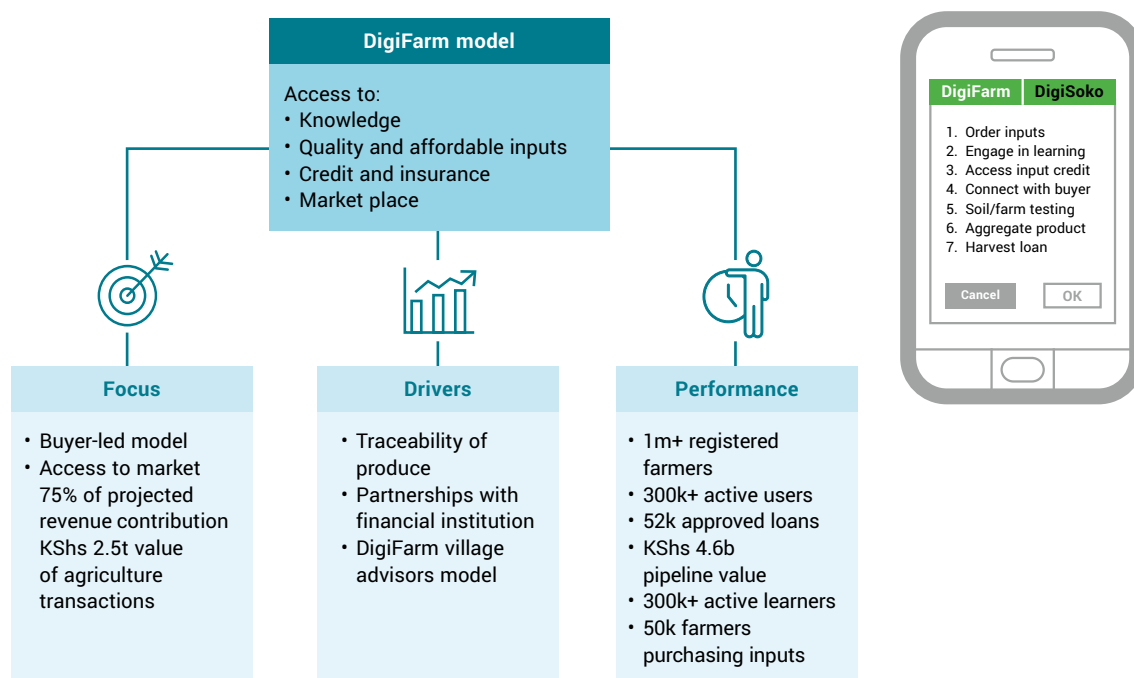 DigiFarm model
Access to:
• Knowledge
• Quality and affordable inputs
• Credit and insurance
• Market place
Focus
• Buyer-led model
• Access to market
75% of projected
revenue contribution
KShs 2.5t value
of agriculture
transactions
Drivers
• Traceability of
produce
• Partnerships with
financial institution
• DigiFarm village
advisors model
Performance
• 1m+ registered
farmers
• 300k+ active users
• 52k approved loans
• KShs 4.6b
pipeline value
• 300k+ active learners
• 50k farmers
purchasing inputs
DigiFarm DigiSoko
1. Order inputs
2. Engage in learning
3. Access input credit
4. Connect with buyer
5. Soil/farm testing
6. Aggregate product
7. Harvest loan
Cancel OK